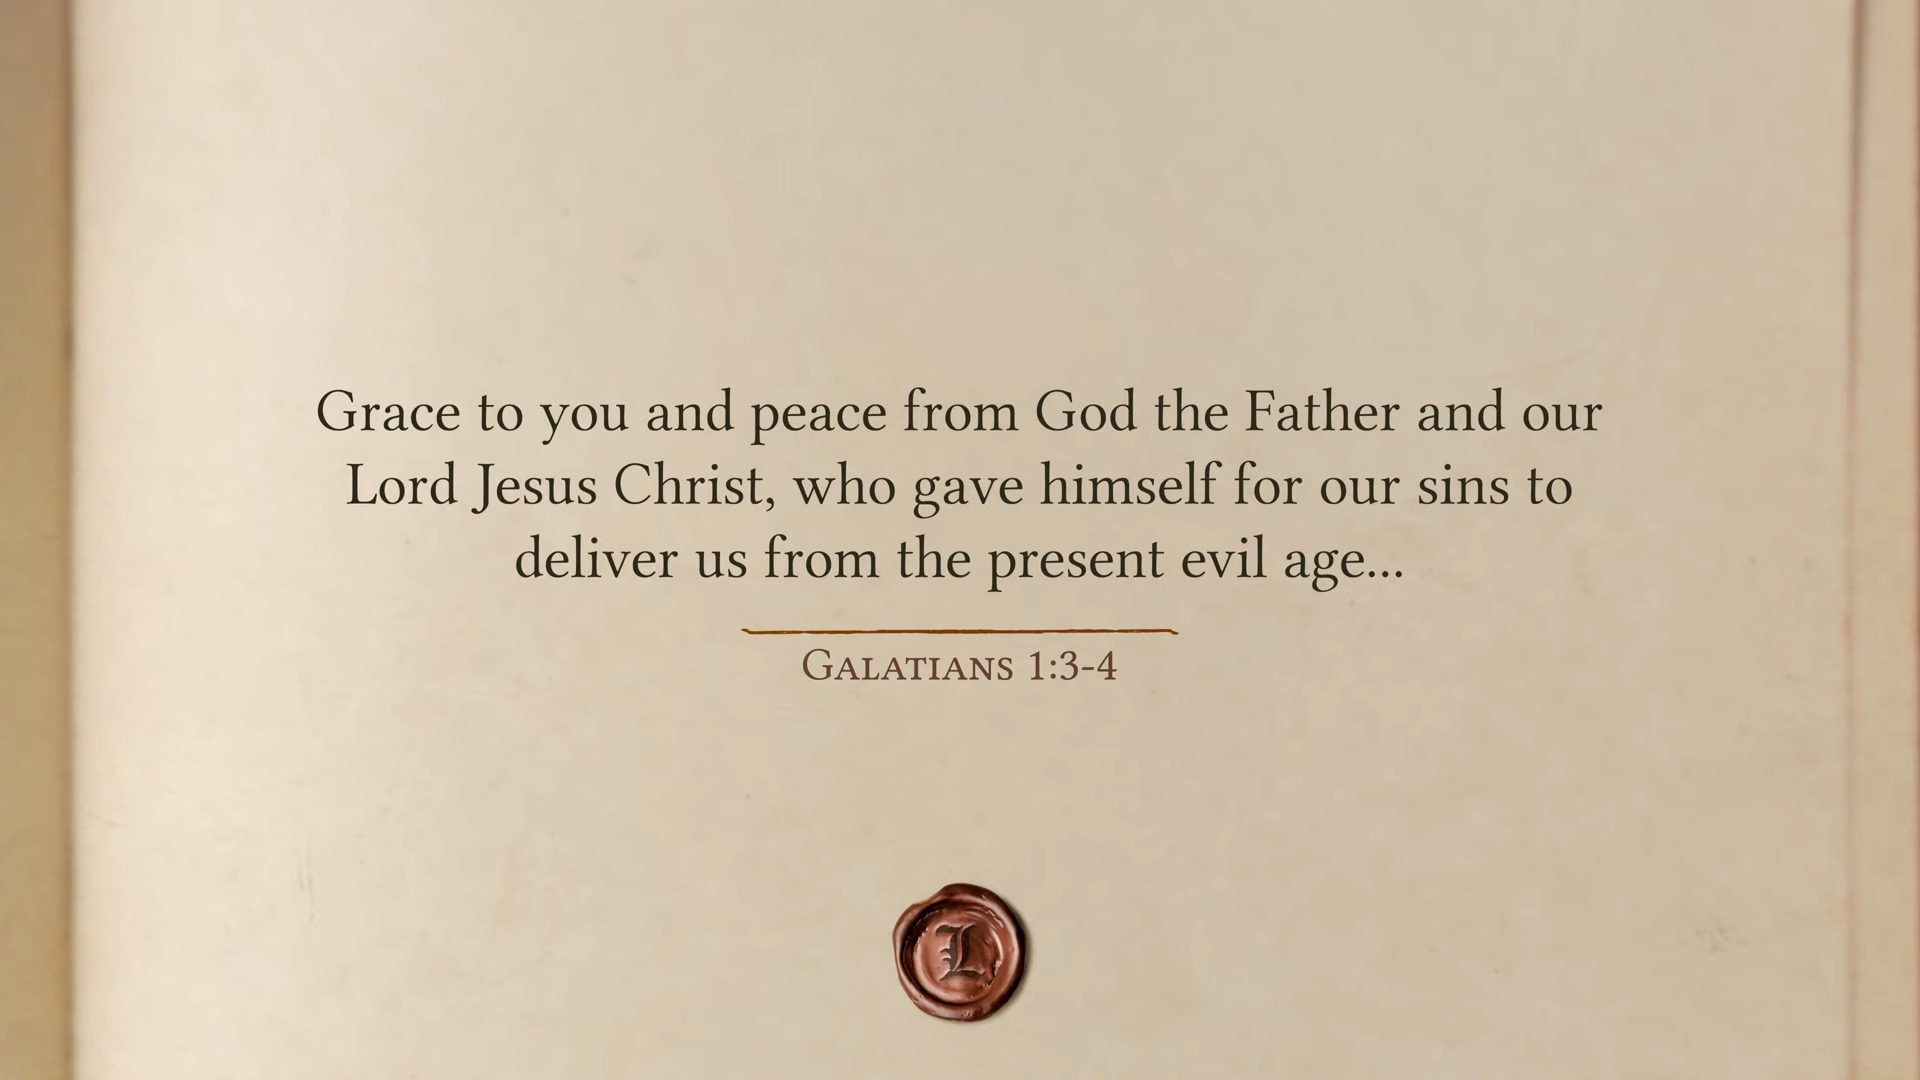 Grace to you and peace from God the Father and our
Lord Jesus Christ, who gave himself for our sins to
deliver us from the present evil age...
Galatians 1:3-4
L